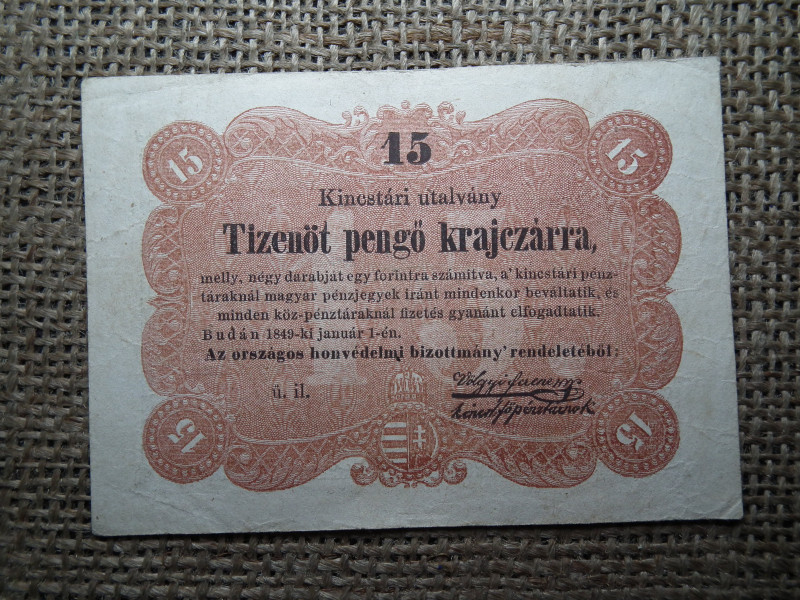 15
15
15
Kincstári utalvány
Tizenöt pengő krajczárra,
melly, négy darabját egy forintra számítva, a' kincstári pénz-
táraknál magyar pénzjegyek iránt mindenkor beváltatik, és
minden köz-pénztáraknál fizetés gyanánt elfogadtatik.
Budán 1849-ki január 1-én.
Az országos honvédelmi bizottmány' rendeletéből:
ü. il.
15
15